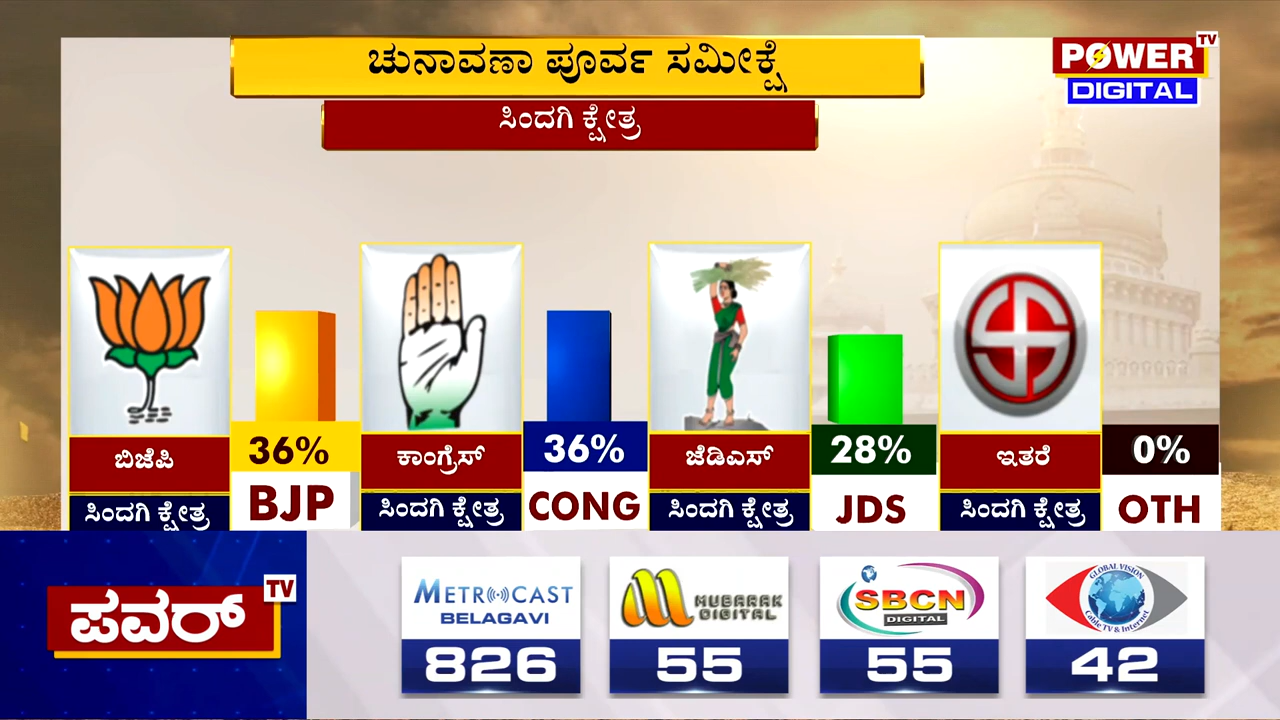 ಚುನಾವಣಾ ಪೂರ್ವ ಸಮೀಕ್ಷೆ
POWER TV
DIGITAL
ಸಿಂದಗಿ ಕ್ಷೇತ್ರ
ಬಿಜೆಪಿ
ಸಿಂದಗಿ ಕ್ಷೇತ್ರ
36%
BJP
ಕಾಂಗ್ರೆಸ್
ಸಿಂದಗಿ ಕ್ಷೇತ್ರ
36%
CONG
ಜೆಡಿಎಸ್
ಸಿಂದಗಿ ಕ್ಷೇತ್ರ
28%
JDS
ಇತರೆ
ಸಿಂದಗಿ ಕ್ಷೇತ್ರ
0%
OTH
ಪವರ್ TV
METROCAST
BELAGAVI
826
MUBARAK
DIGITAL
55
SBCN
DIGITAL
55
GLOBAL VISION
Cable TV & Internet
42